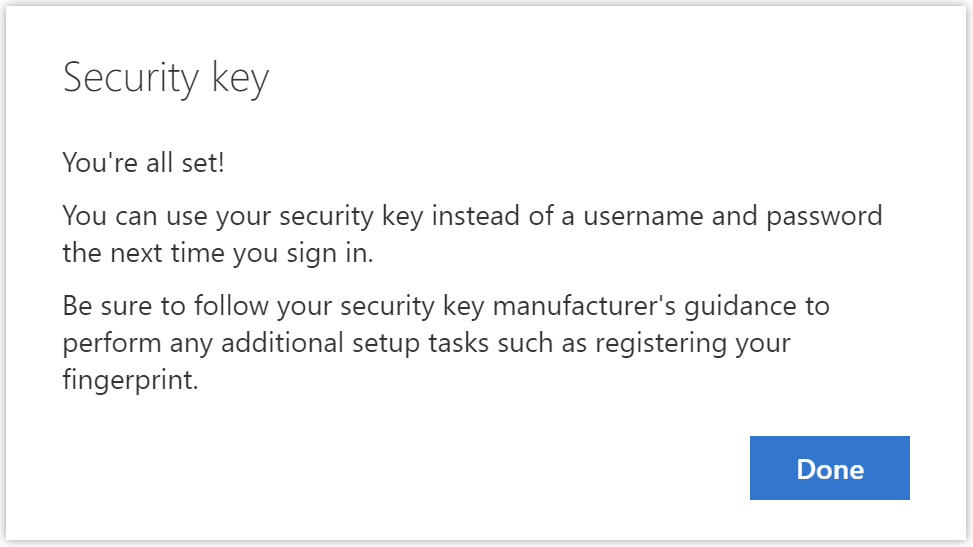 Security key
You're all set!
You can use your security key instead of a username and password
the next time you sign in.
Be sure to follow your security key manufacturer's guidance to
perform any additional setup tasks such as registering your
fingerprint.
Done